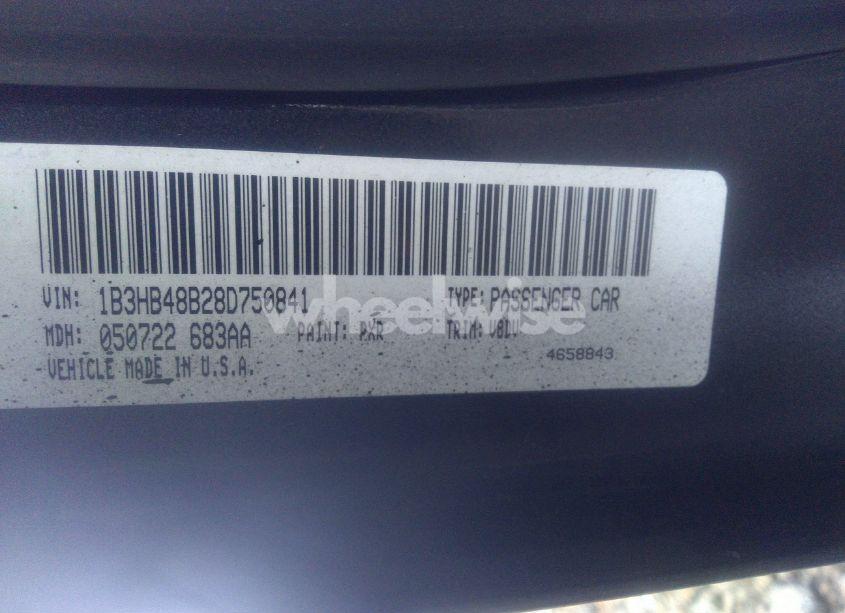 VIN: 1B3HB48B28D750841 TYPE: PASSENGER CAR
MDH: 050722 683AA PAINT: PXR TRIM: V8DV
VEHICLE MADE IN U.S.A. 4658843
wheelwise